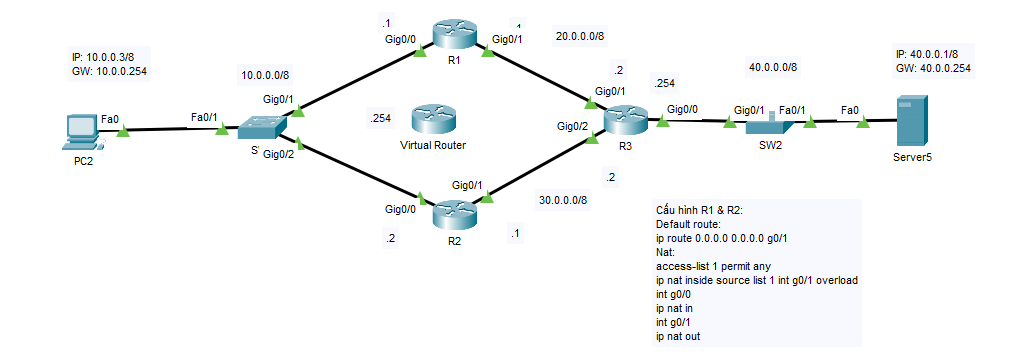 IP: 10.0.0.3/8
GW: 10.0.0.254
PC2
Fa0
Fa0/1
10.0.0.0/8
Gig0/1
Gig0/2
.1
Gig0/0
R1
Gig0/1
20.0.0.0/8
.254
Virtual Router
Gig0/0
.2
R2
Gig0/1
.1
30.0.0.0/8
.2
Gig0/1
Gig0/2
R3
.2
.254
Gig0/0
40.0.0.0/8
Gig0/1
Fa0/1
SW2
Fa0
IP: 40.0.0.1/8
GW: 40.0.0.254
Server5
Cấu hình R1 & R2:
Default route:
ip route 0.0.0.0 0.0.0.0 g0/1
Nat:
access-list 1 permit any
ip nat inside source list 1 int g0/1 overload
int g0/0
ip nat in
int g0/1
ip nat out